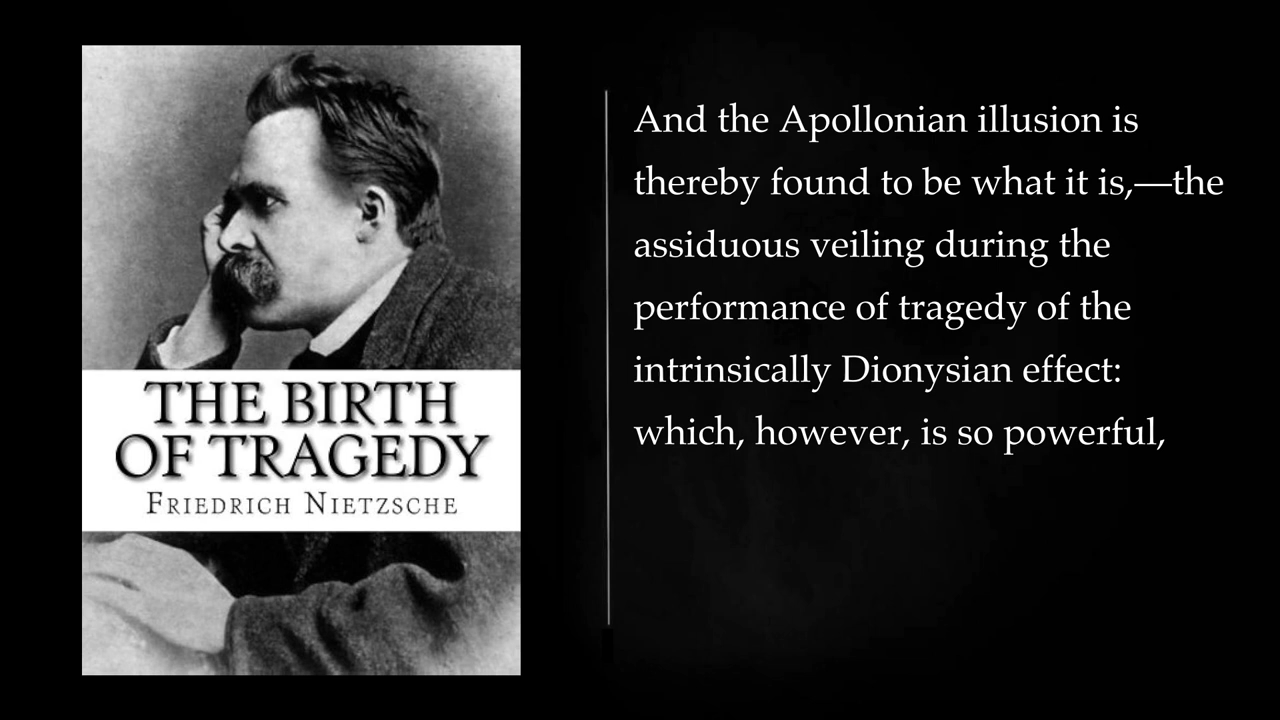 THE BIRTH
OF TRAGEDY
FRIEDRICH NIETZSCHE
And the Apollonian illusion is
thereby found to be what it is,—the
assiduous veiling during the
performance of tragedy of the
intrinsically Dionysian effect:
which, however, is so powerful,